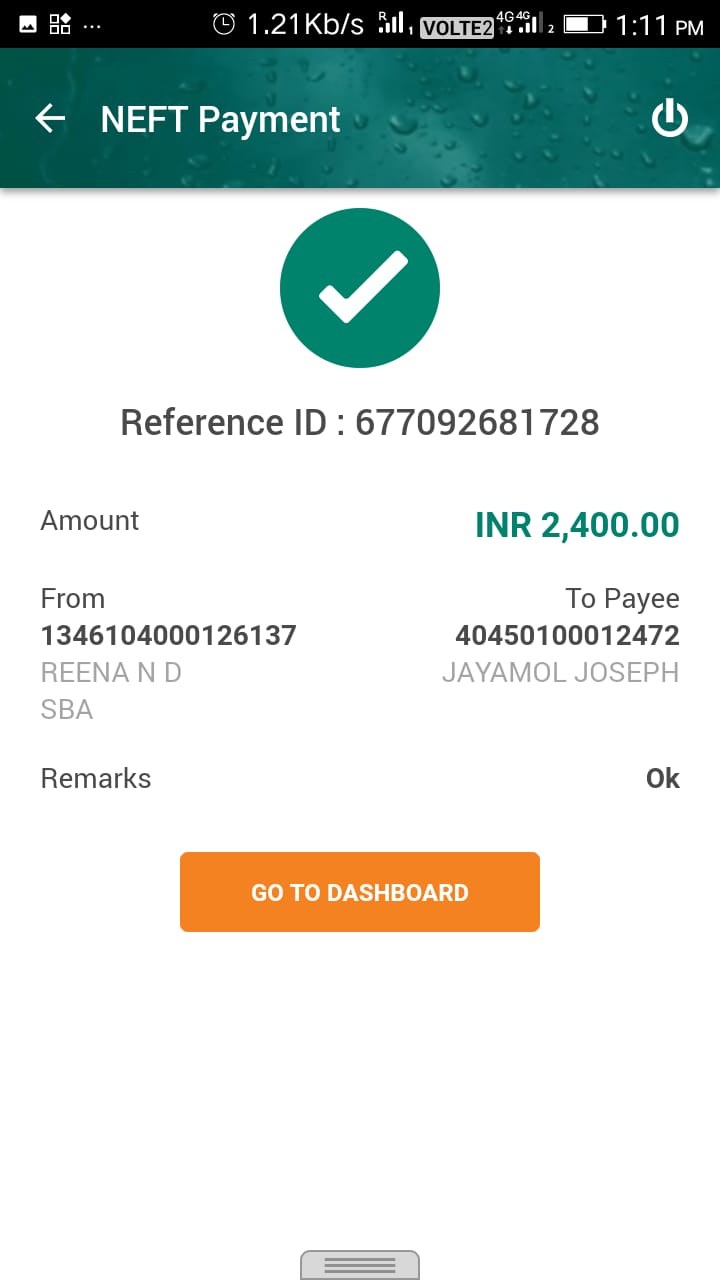 ... 1.21Kb/s R 1 VOLTE2 4G 4G 2 1:11 PM
NEFT Payment
Reference ID : 677092681728
Amount INR 2,400.00
From To Payee
1346104000126137 40450100012472
REENA N D JAYAMOL JOSEPH
SBA
Remarks Ok
GO TO DASHBOARD